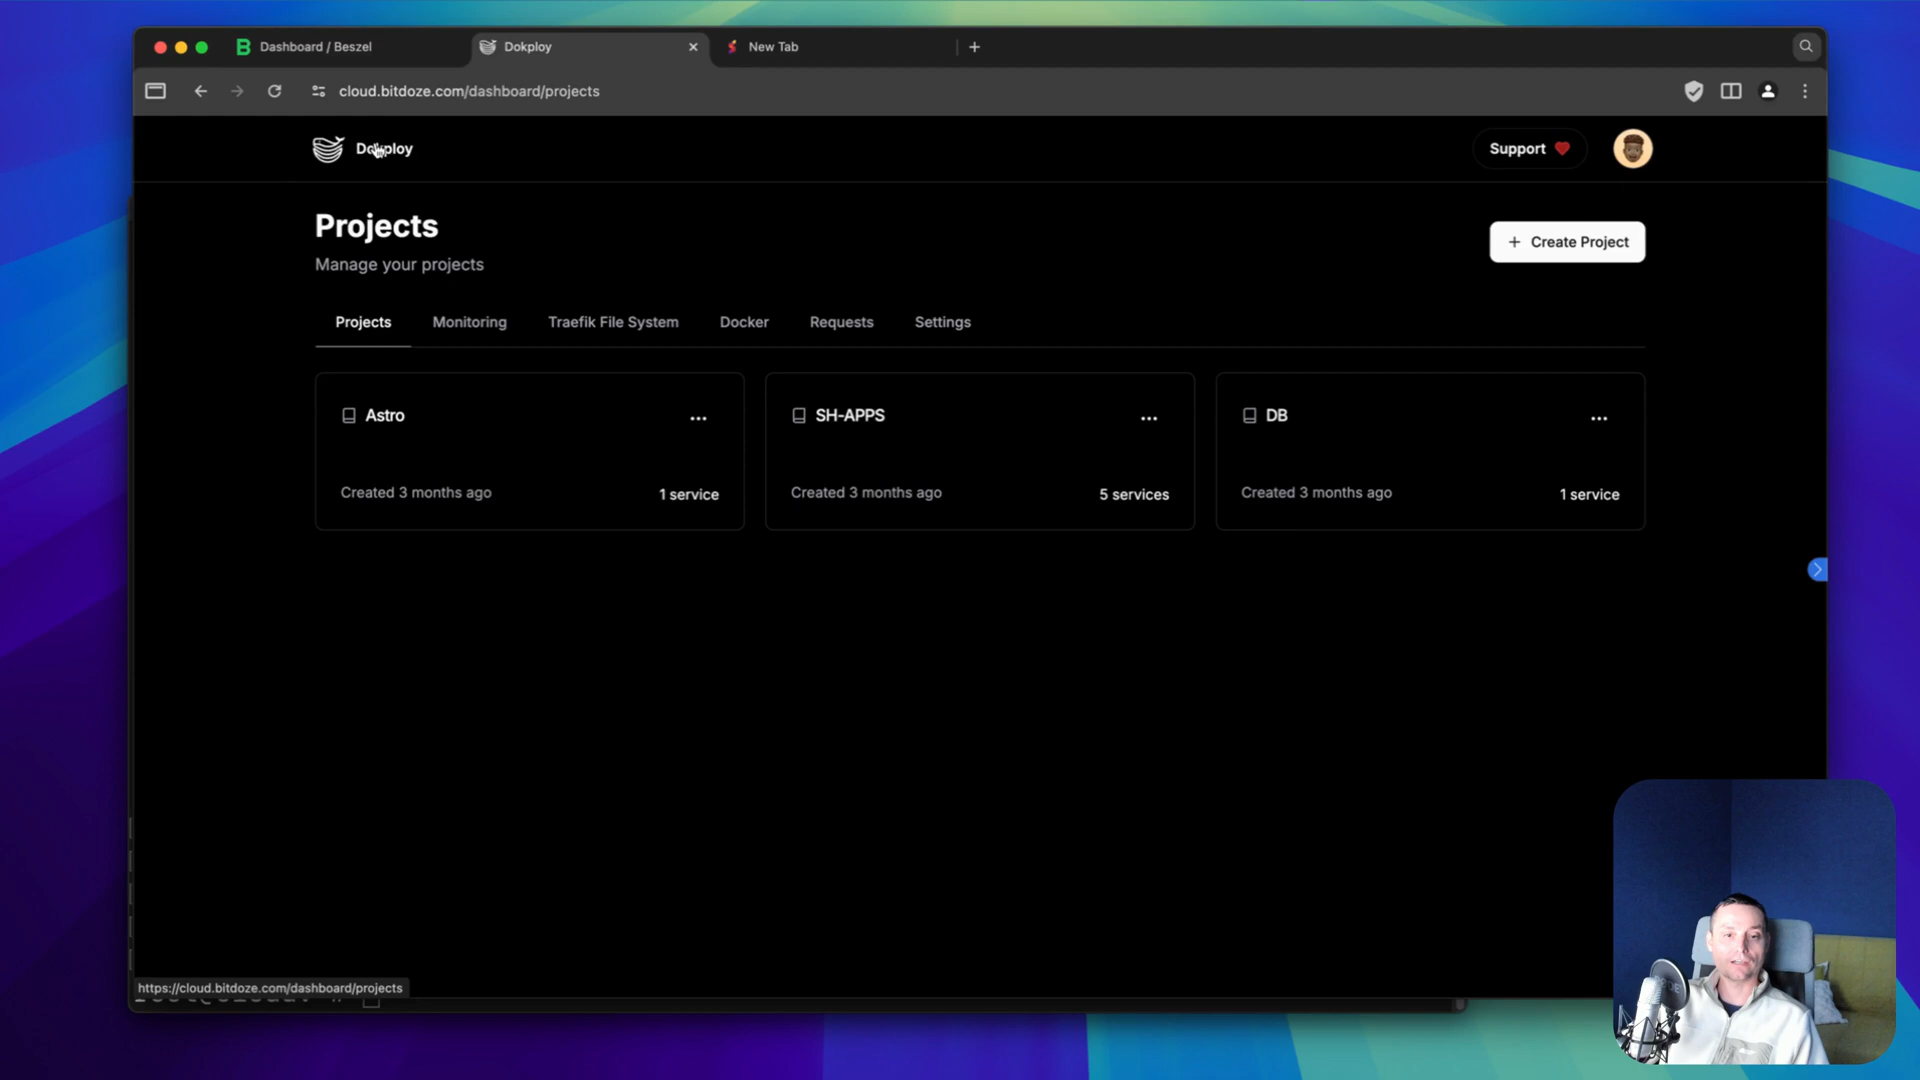 Dashboard / Beszel
Dokploy
New Tab
cloud.bitdoze.com/dashboard/projects
Dokploy
Support
Projects
Manage your projects
+ Create Project
Projects
Monitoring
Traefik File System
Docker
Requests
Settings
Astro
Created 3 months ago
1 service
SH-APPS
Created 3 months ago
5 services
DB
Created 3 months ago
1 service
https://cloud.bitdoze.com/dashboard/projects